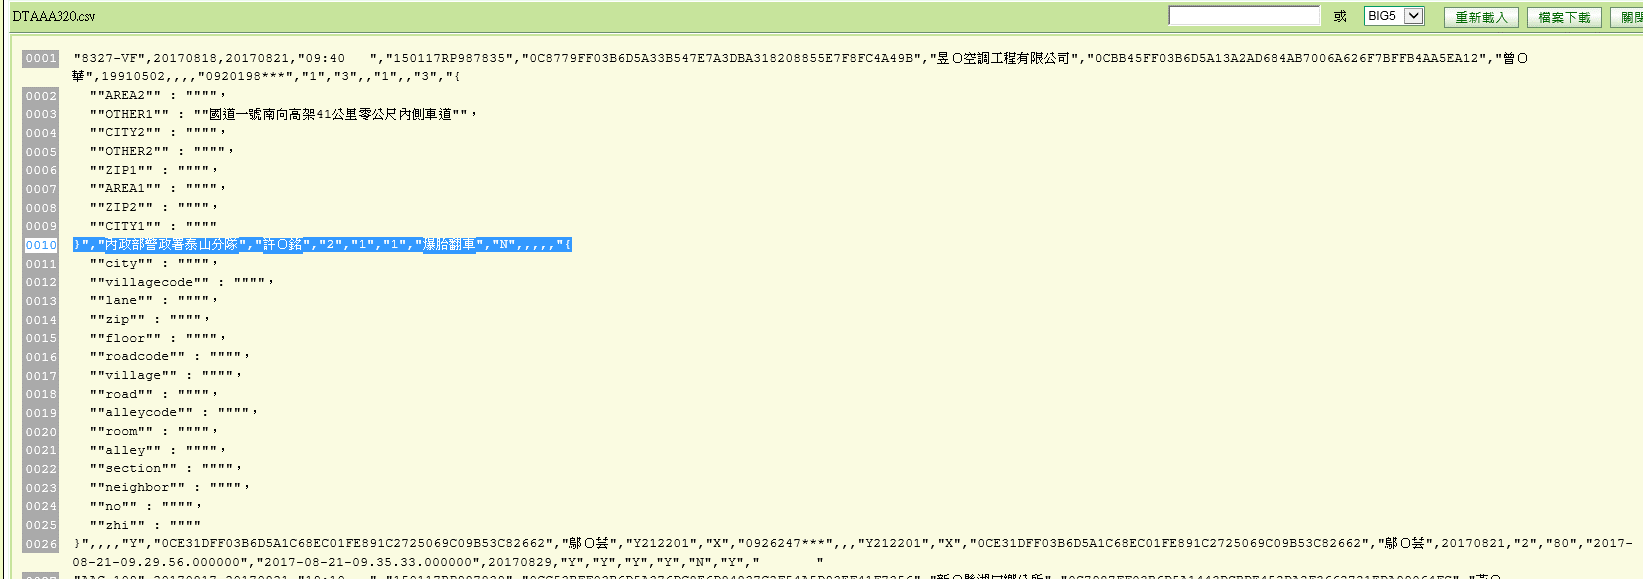 DTAAA320.csv 或 BIG5 重新載入 檔案下載
0001 "8327-VF",20170818,20170821,"09:40   ","150117RP987835","0C8779FF03B6D5A33B547E7A3DBA318208855E7F8FC4A49B","昱○空調工程有限公司","0CBB45FF03B6D5A13A2AD684AB7006A626F7BFFB4AA5EA12","曾○
華",19910502,,,,"0920198***","1","3",,"1",,"3","{
0002 ""AREA2"" : """",
0003 ""OTHER1"" : ""國道一號南向高架41公里零公尺內側車道"",
0004 ""CITY2"" : """",
0005 ""OTHER2"" : """",
0006 ""ZIP1"" : """",
0007 ""AREA1"" : """",
0008 ""ZIP2"" : """",
0009 ""CITY1"" : """"
0010 }","內政部警政署泰山分隊","許○銘","2","1","1","爆胎翻車","N",,,,,"{
0011 ""city"" : """",
0012 ""villagecode"" : """",
0013 ""lane"" : """",
0014 ""zip"" : """",
0015 ""floor"" : """",
0016 ""roadcode"" : """",
0017 ""village"" : """",
0018 ""road"" : """",
0019 ""alleycode"" : """",
0020 ""room"" : """",
0021 ""alley"" : """",
0022 ""section"" : """",
0023 ""neighbor"" : """",
0024 ""no"" : """",
0025 ""zhi"" : """"
0026 }",,,,"Y","0CE31DFF03B6D5A1C68EC01FE891C2725069C09B53C82662","鄔○芸","Y212201","X","0926247***",,,"Y212201","X","0CE31DFF03B6D5A1C68EC01FE891C2725069C09B53C82662","鄔○芸",20170821,"2","80","2017-
08-21-09.29.56.000000","2017-08-21-09.35.33.000000",20170829,"Y","Y","Y","Y","N","Y","       "